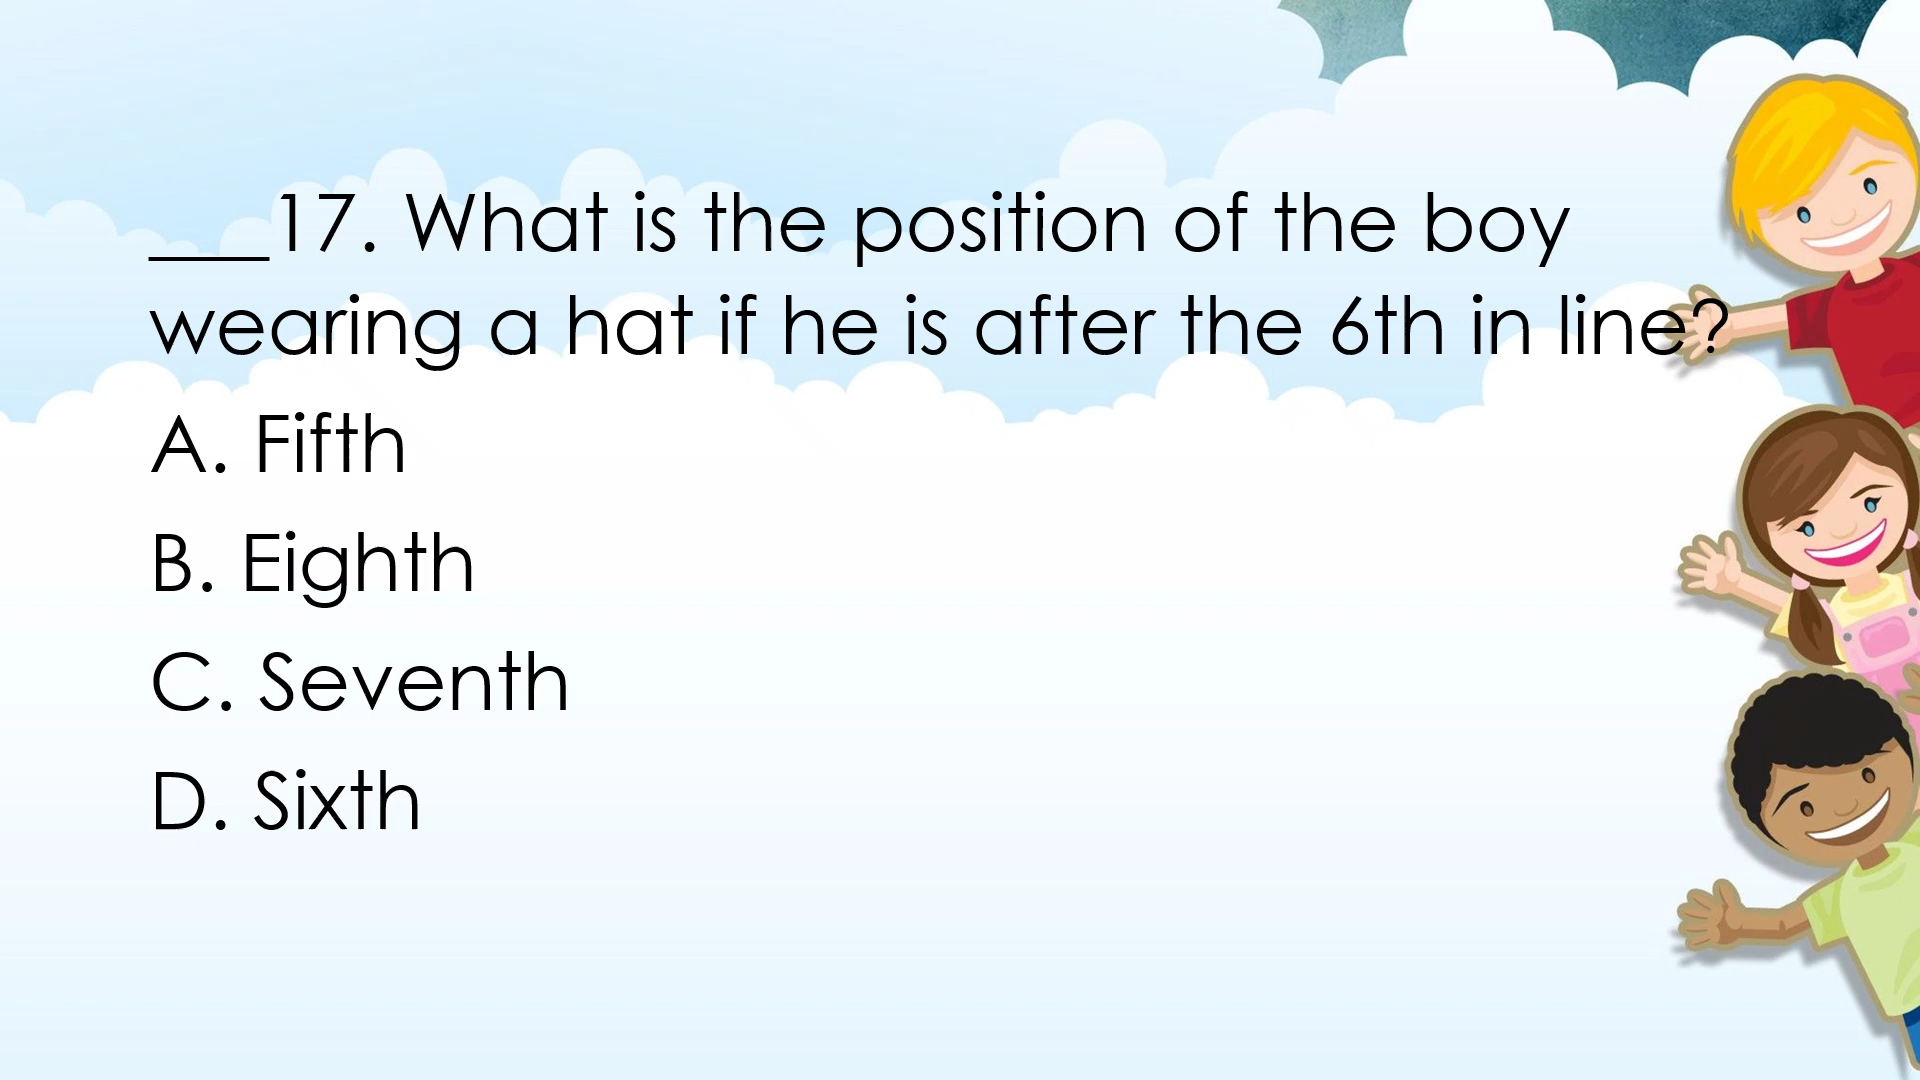 ___17. What is the position of the boy
wearing a hat if he is after the 6th in line?
A. Fifth
B. Eighth
C. Seventh
D. Sixth